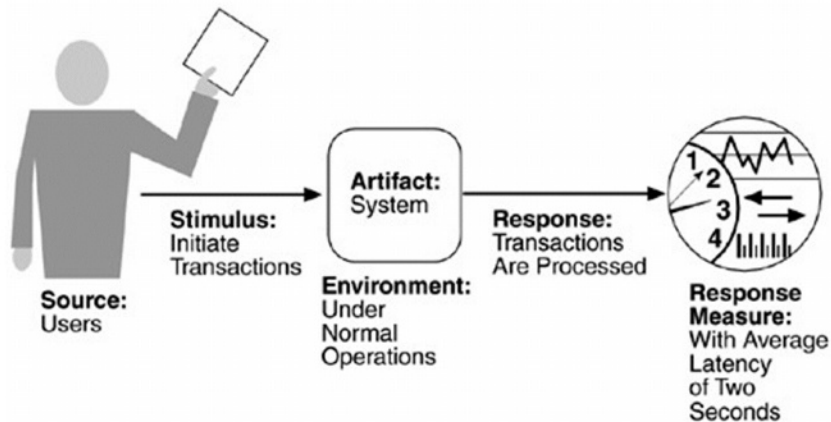 Source:
Users
Stimulus:
Initiate
Transactions
Artifact:
System
Environment:
Under
Normal
Operations
Response:
Transactions
Are Processed
1
2
3
4
Response
Measure:
With Average
Latency
of Two
Seconds